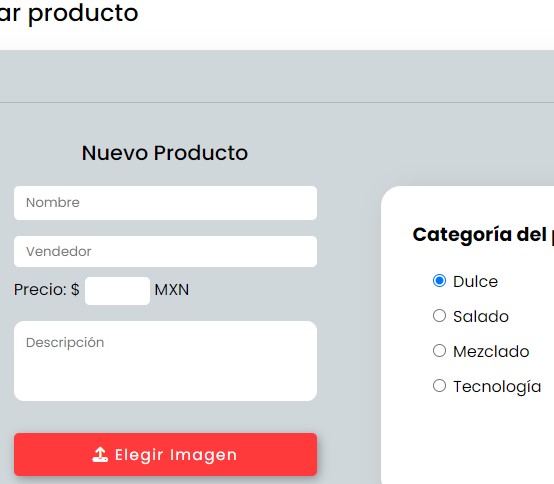 ar producto
Nuevo Producto
Nombre
Vendedor
Precio: $ MXN
Descripción
Elegir Imagen
Categoría del
Dulce
Salado
Mezclado
Tecnología